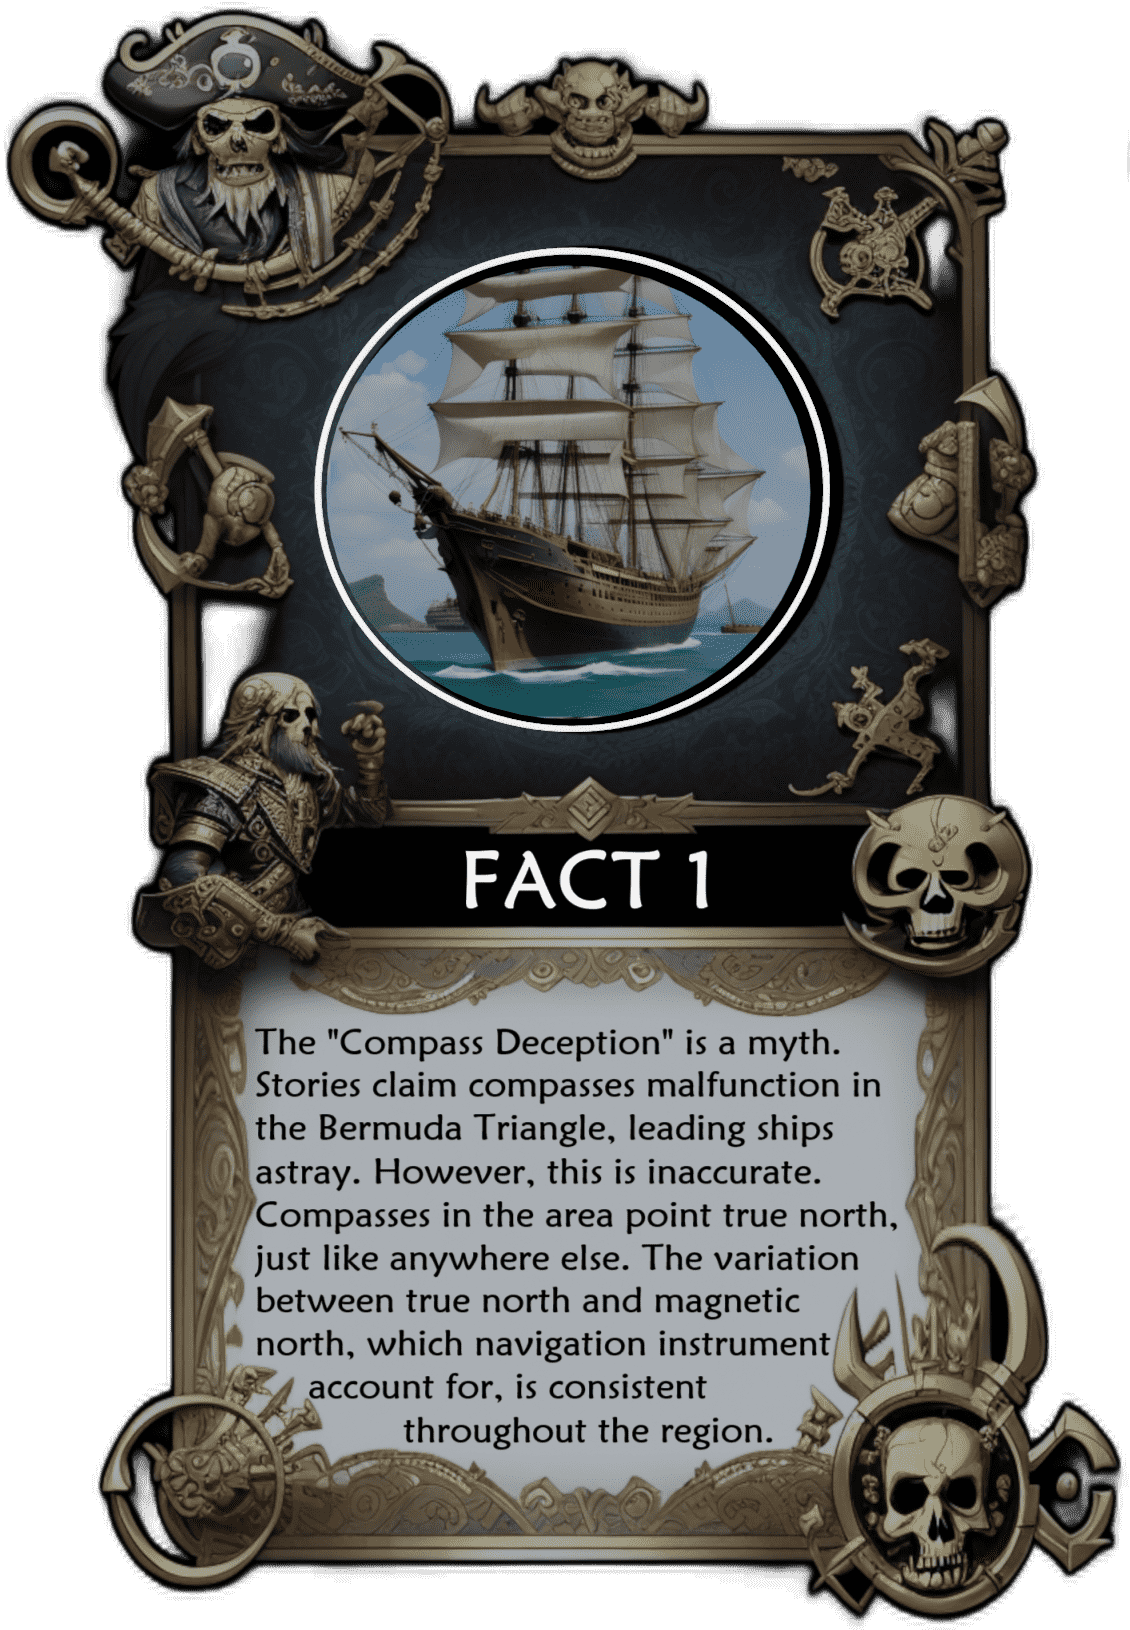 FACT 1
The "Compass Deception" is a myth.
Stories claim compasses malfunction in
the Bermuda Triangle, leading ships
astray. However, this is inaccurate.
Compasses in the area point true north,
just like anywhere else. The variation
between true north and magnetic
north, which navigation instrument
account for, is consistent
throughout the region.